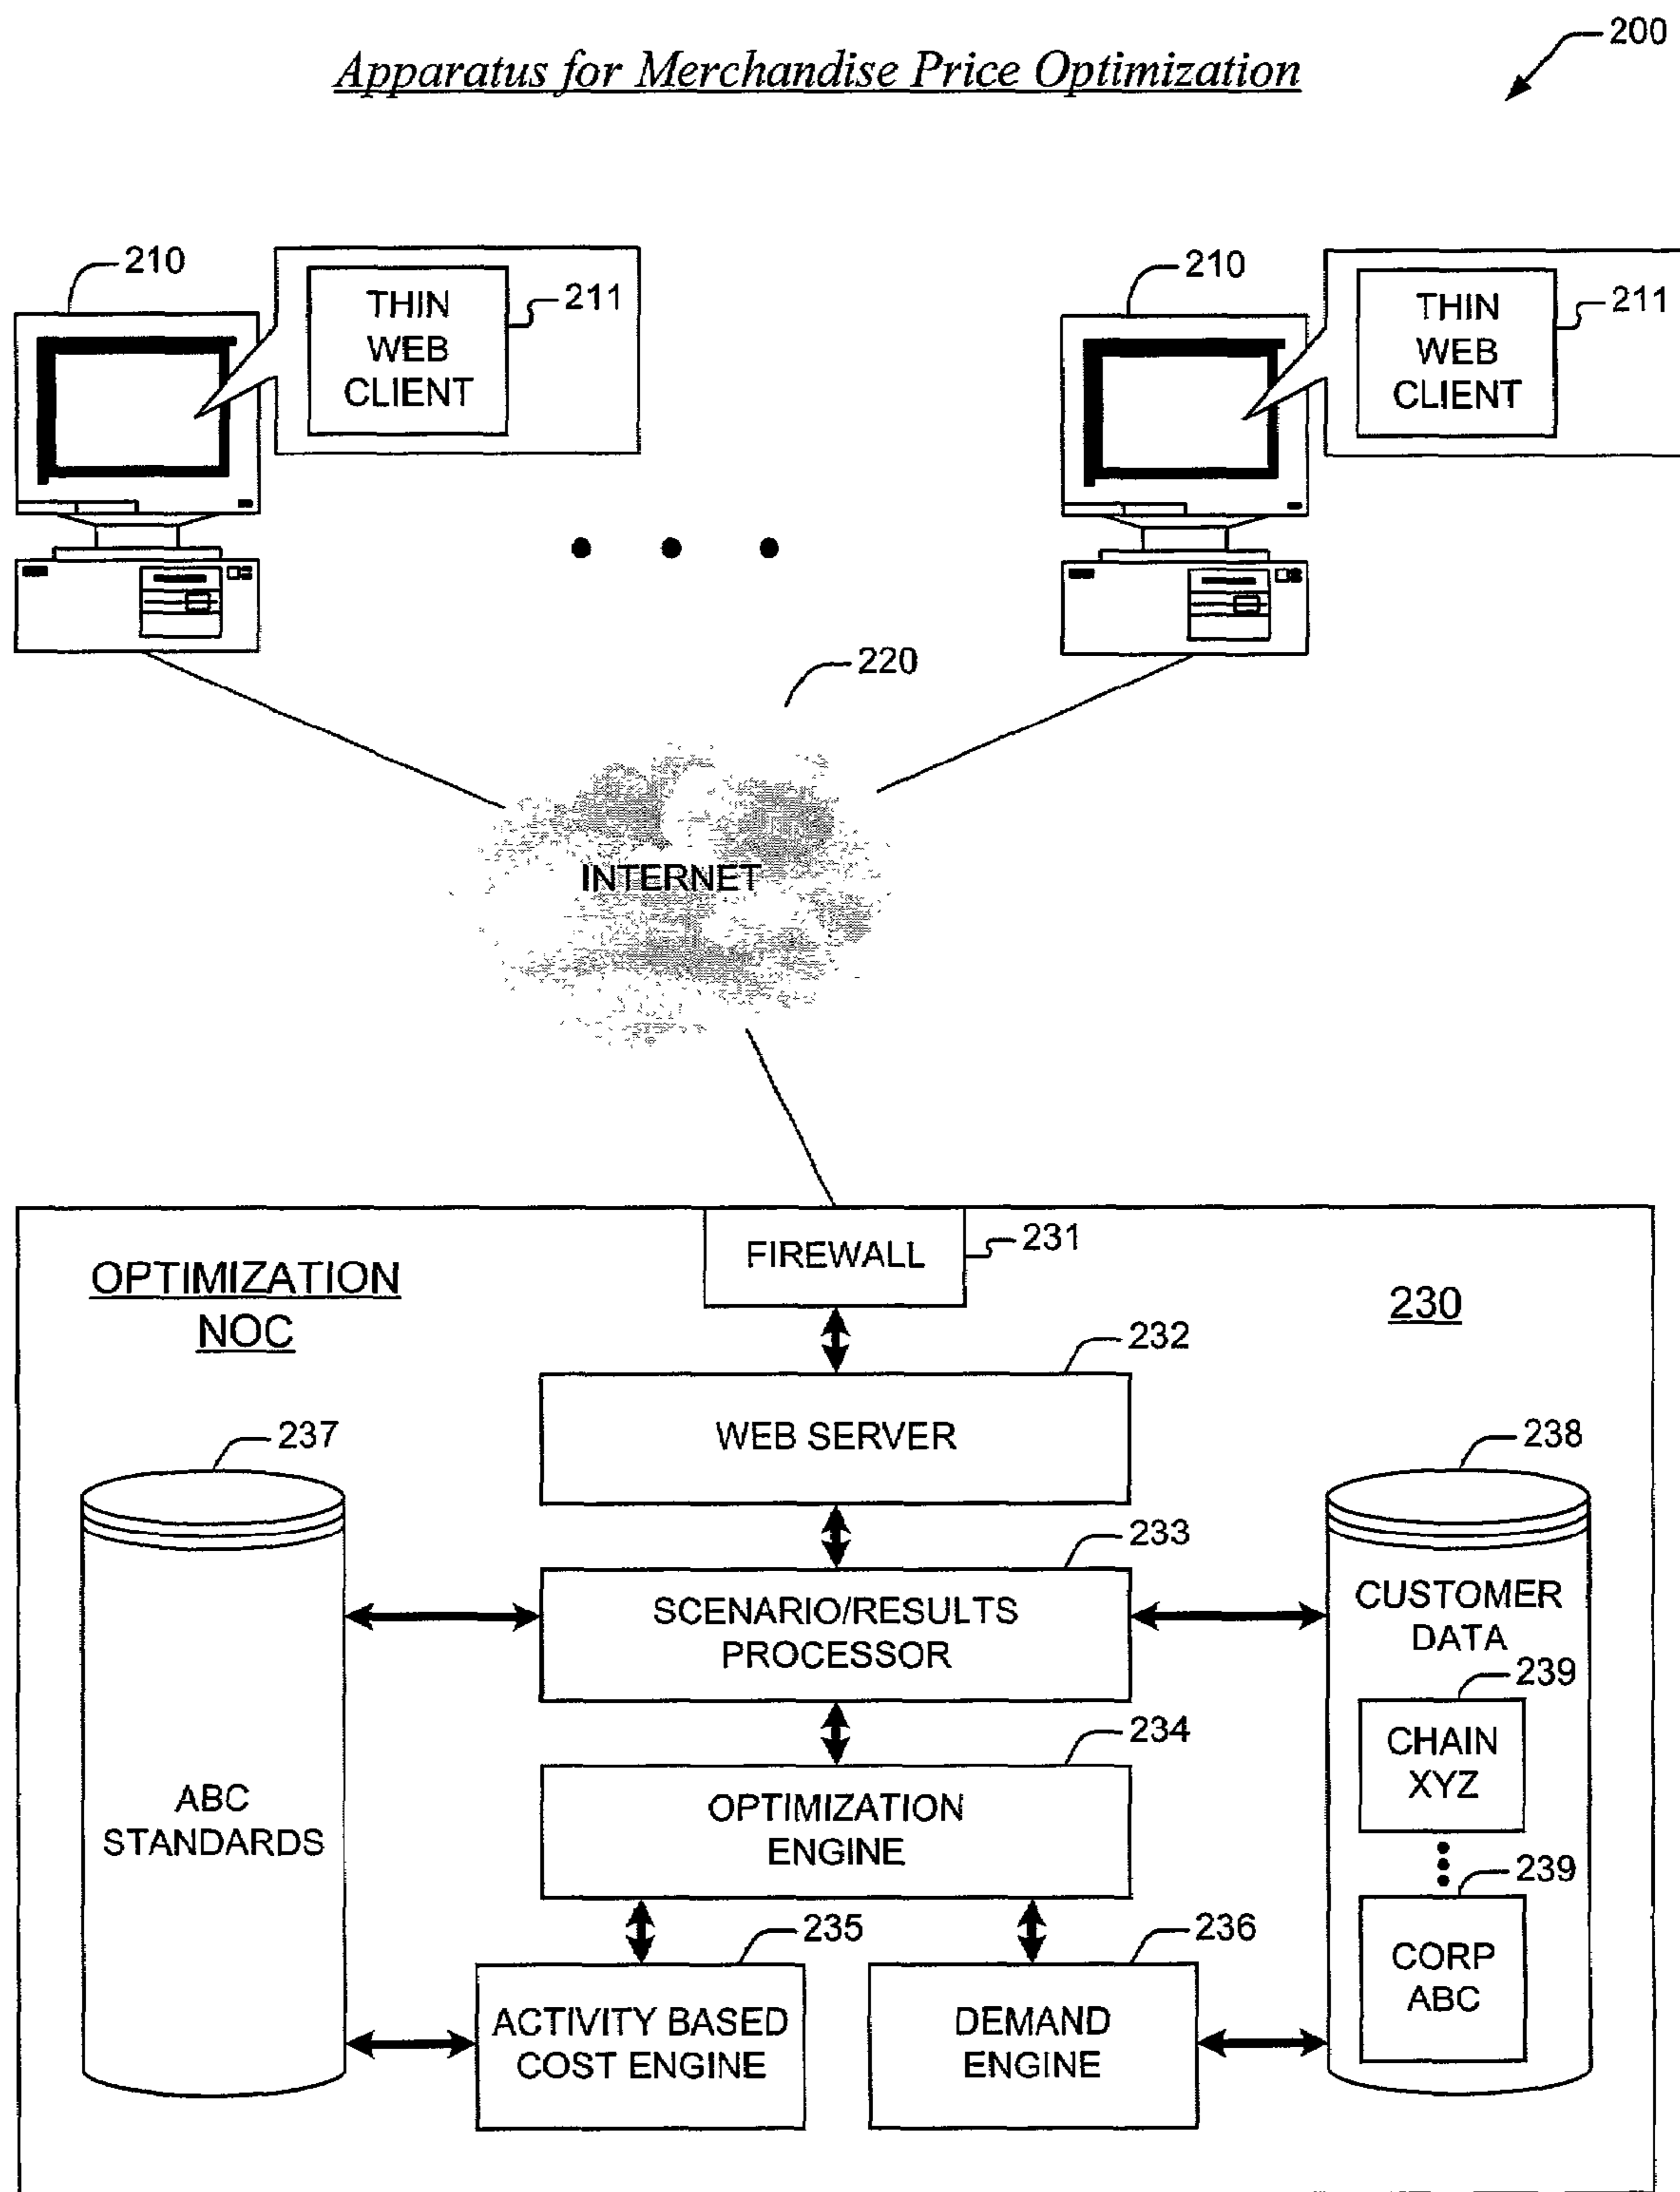 200
Apparatus for Merchandise Price Optimization
210
THIN
WEB
CLIENT
211
210
THIN
WEB
CLIENT
211
220
INTERNET
FIREWALL
231
OPTIMIZATION
NOC
230
232
WEB SERVER
237
238
233
SCENARIO/RESULTS
PROCESSOR
CUSTOMER
DATA
239
CHAIN
XYZ
234
OPTIMIZATION
ENGINE
ABC
STANDARDS
239
CORP
ABC
235
ACTIVITY BASED
COST ENGINE
236
DEMAND
ENGINE